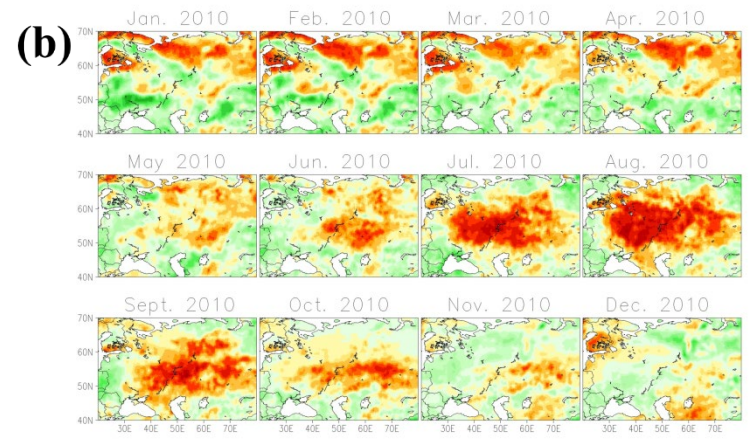 (b)
Jan. 2010 Feb. 2010 Mar. 2010 Apr. 2010
70N
60N
50N
40N
May 2010 Jun. 2010 Jul. 2010 Aug. 2010
70N
60N
50N
40N
Sept. 2010 Oct. 2010 Nov. 2010 Dec. 2010
70N
60N
50N
40N
30E 40E 50E 60E 70E 30E 40E 50E 60E 70E 30E 40E 50E 60E 70E 30E 40E 50E 60E 70E